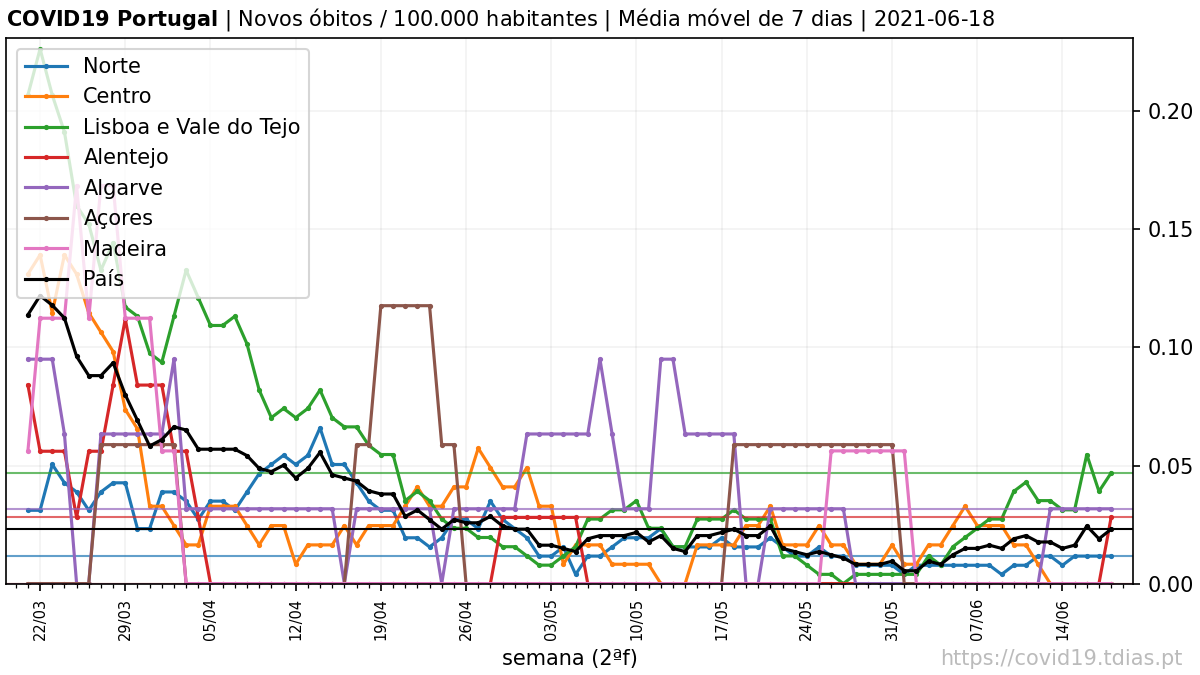 COVID19 Portugal | Novos óbitos / 100.000 habitantes | Média móvel de 7 dias | 2021-06-18
Norte
Centro
Lisboa e Vale do Tejo
Alentejo
Algarve
Açores
Madeira
País
0.20
0.15
0.10
0.05
0.00
22/03 29/03 05/04 12/04 19/04 26/04 03/05 10/05 17/05 24/05 31/05 07/06 14/06
semana (2ªf)
https://covid19.tdias.pt